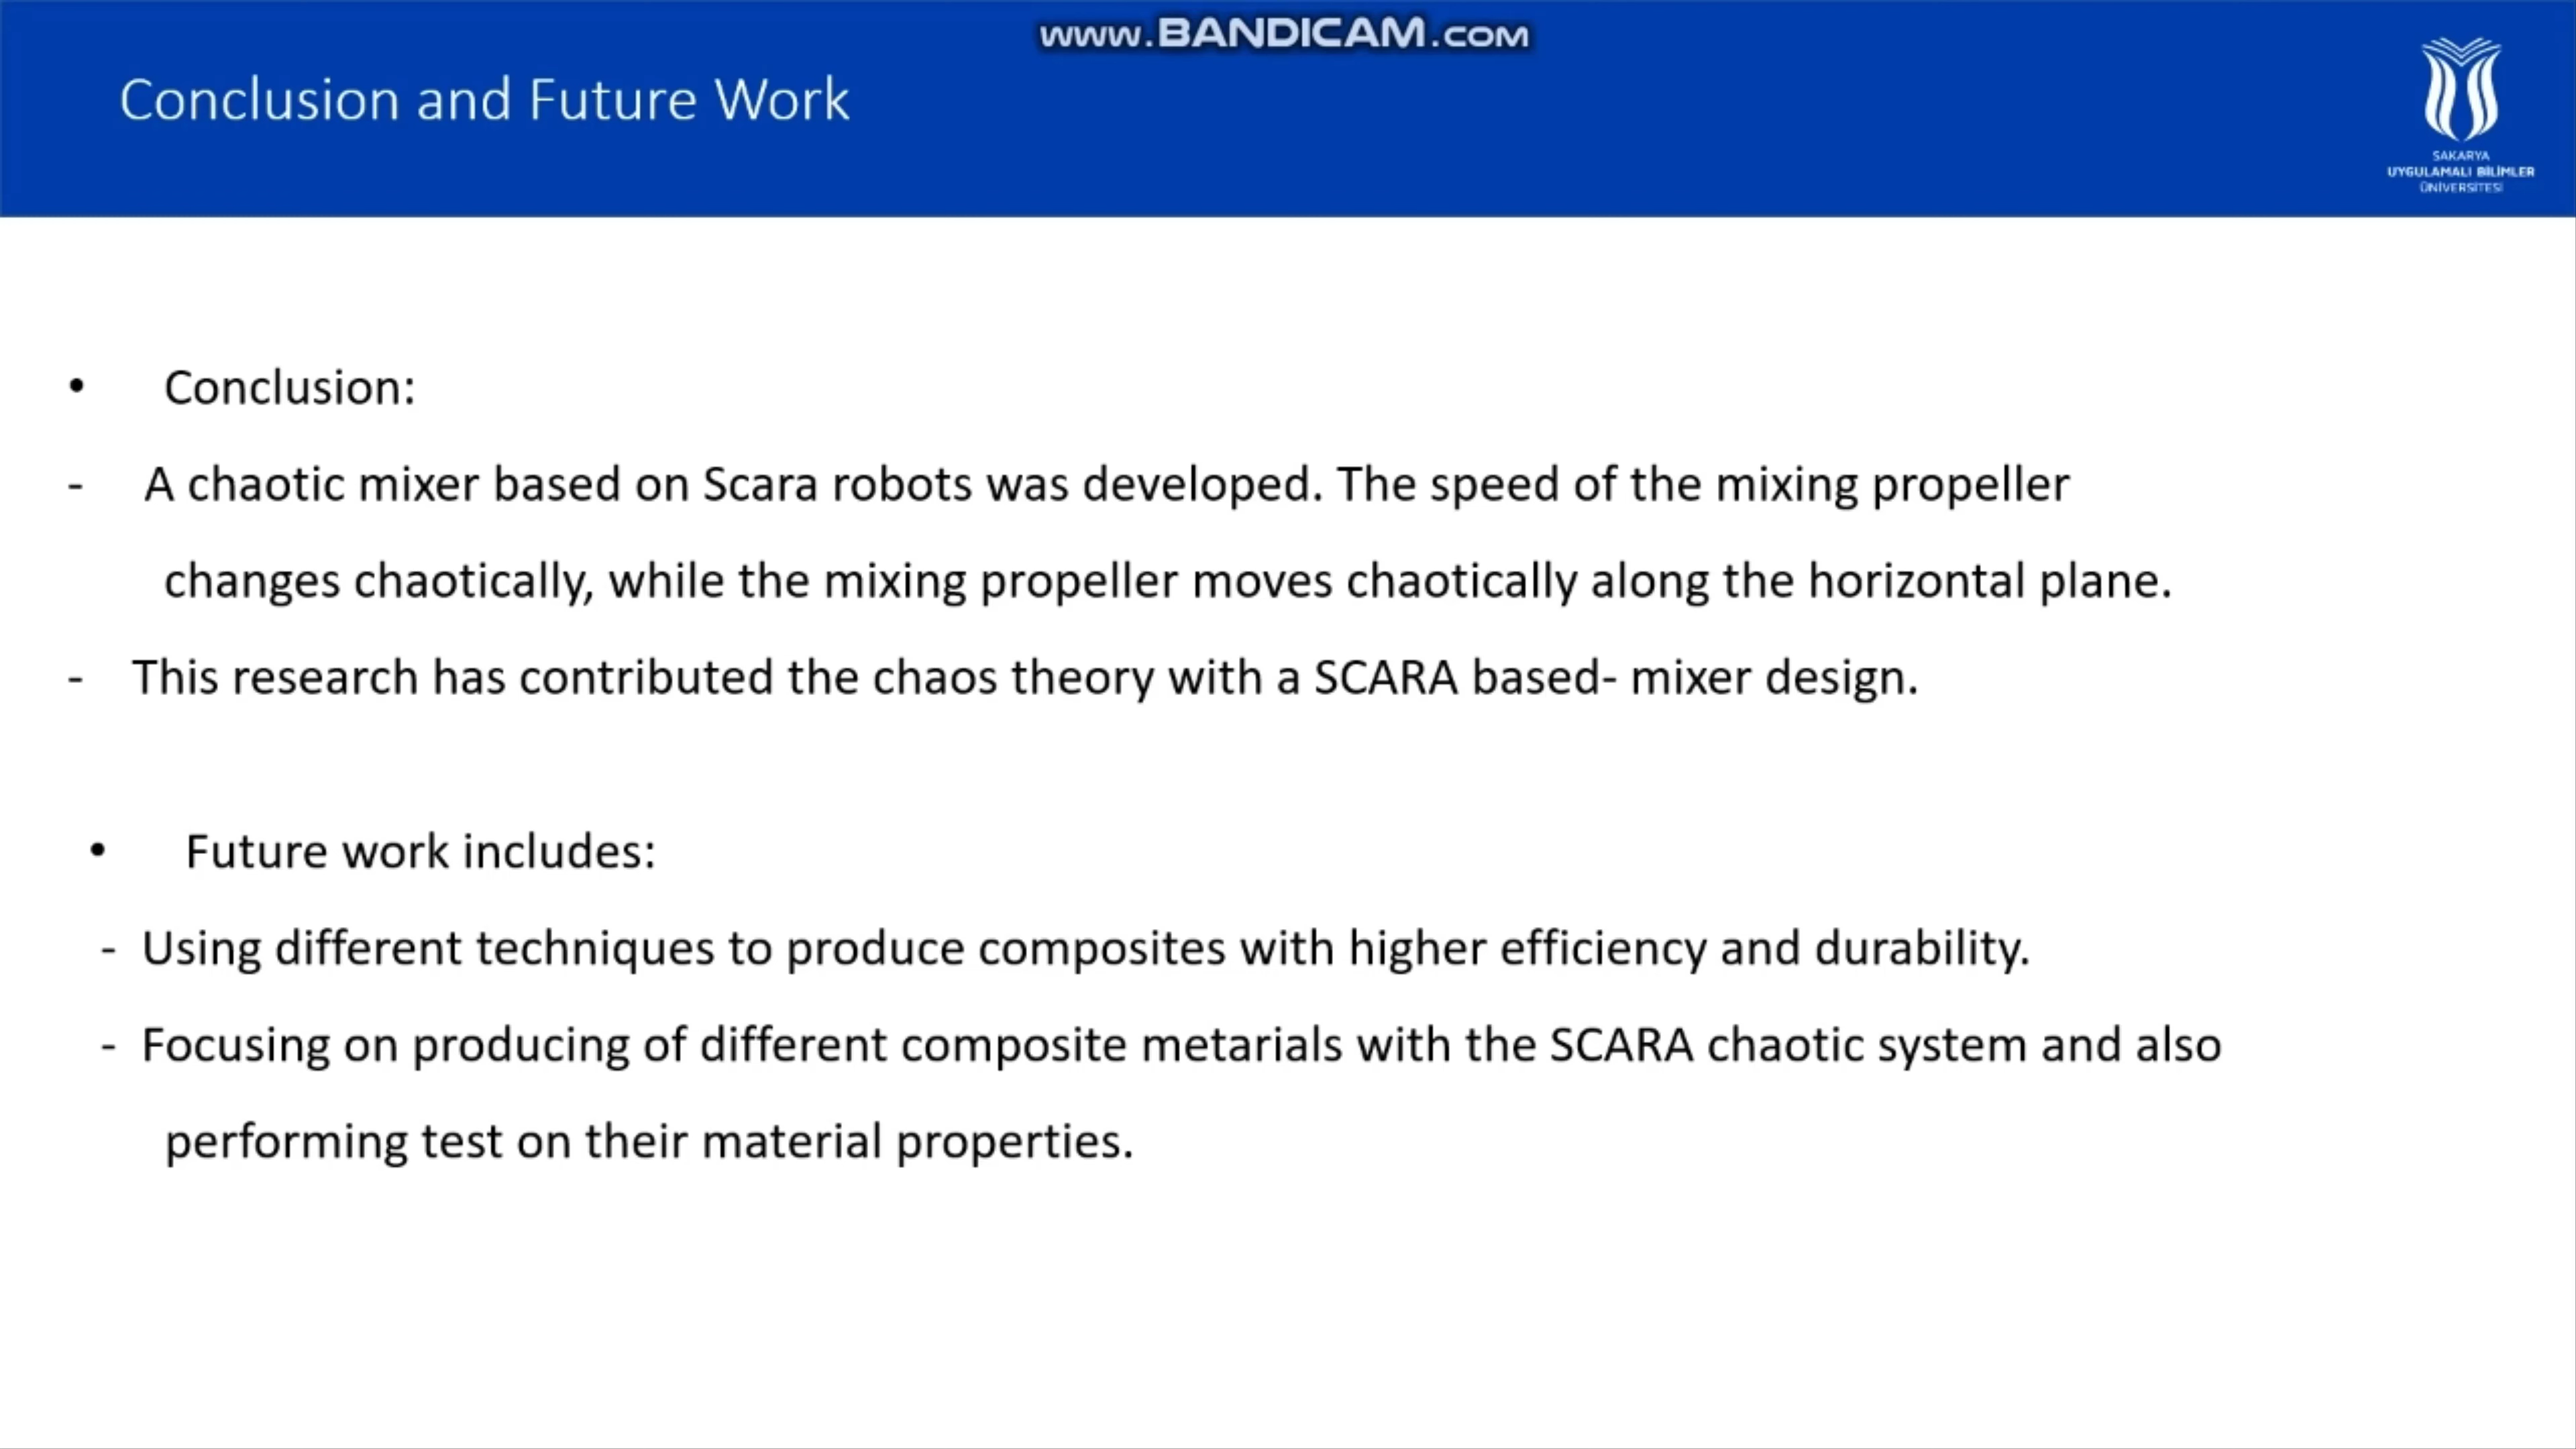 www.BANDICAM.com
Conclusion and Future Work
SAKARYA
UYGULAMALI BİLİMLER
ÜNİVERSİTESİ
• Conclusion:
- A chaotic mixer based on Scara robots was developed. The speed of the mixing propeller
changes chaotically, while the mixing propeller moves chaotically along the horizontal plane.
- This research has contributed the chaos theory with a SCARA based- mixer design.
• Future work includes:
- Using different techniques to produce composites with higher efficiency and durability.
- Focusing on producing of different composite metarials with the SCARA chaotic system and also
performing test on their material properties.